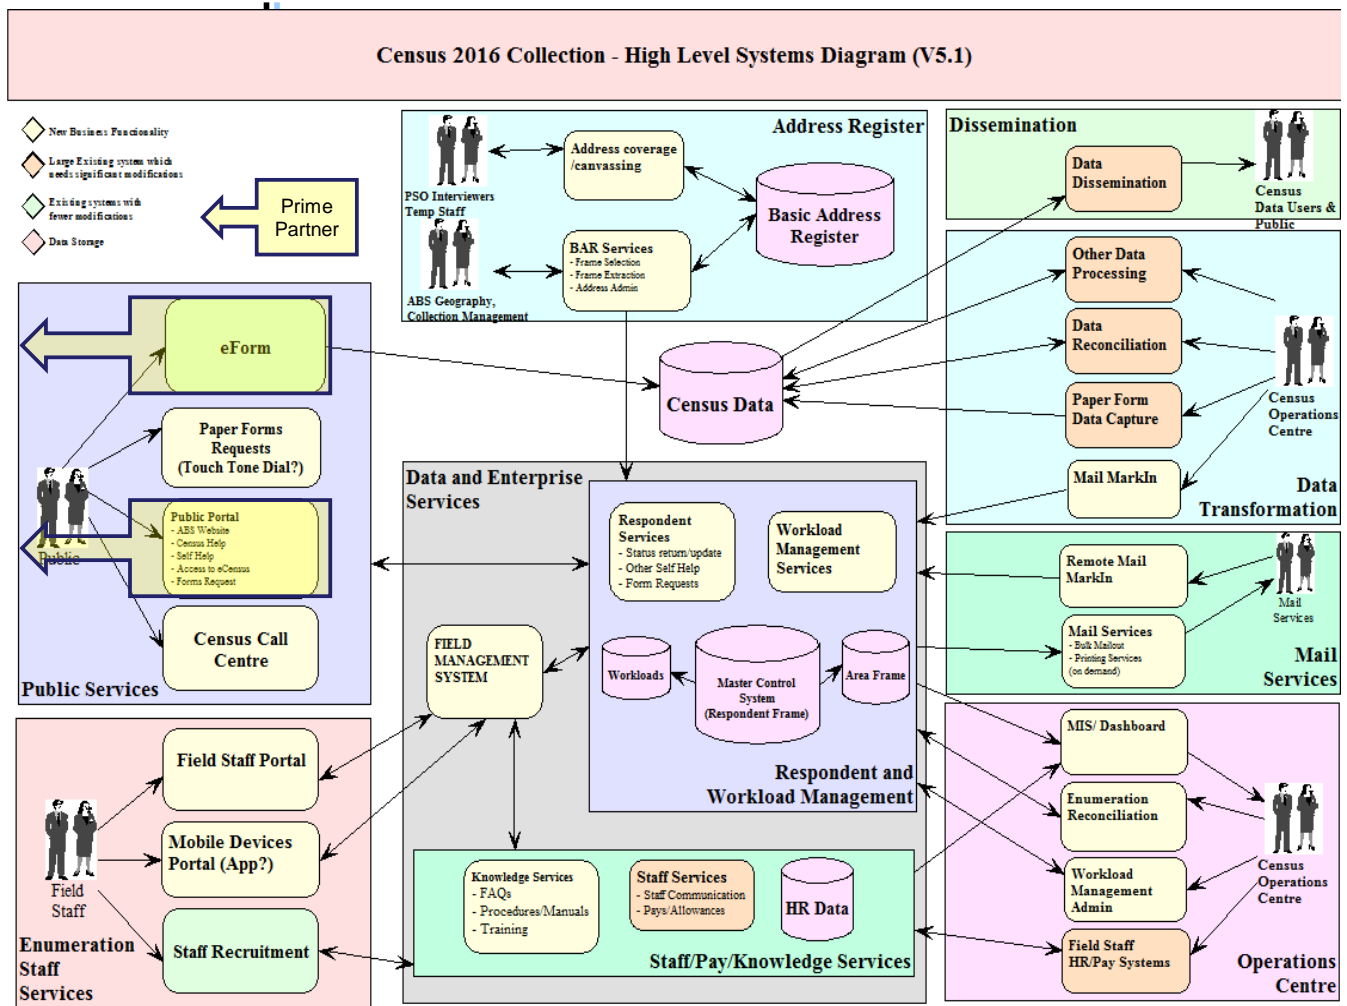 Census 2016 Collection - High Level Systems Diagram (V5.1)
New Business Functionality
Large Existing system which
needs significant modifications
Existing systems with
fewer modifications
Data Storage
Prime
Partner
Address Register
PSO Interviewers
Temp Staff
Address coverage
/canvassing
Basic Address
Register
BAR Services
- Frame Selection
- Frame Extraction
- Address Admin
ABS Geography,
Collection Management
Dissemination
Data
Dissemination
Census
Data Users &
Public
Other Data
Processing
Data
Reconciliation
Paper Form
Data Capture
Mail MarkIn
Census
Operations
Centre
Data
Transformation
eForm
Paper Forms
Requests
(Touch Tone Dial?)
Public Portal
- ABS Website
- Census Help
- Self Help
- Access to eCensus
- Forms Request
Public
Census Call
Centre
Public Services
Census Data
Data and Enterprise
Services
Respondent
Services
- Status return/update
- Other Self Help
- Form Requests
Workload
Management
Services
FIELD
MANAGEMENT
SYSTEM
Workloads
Master Control
System
(Respondent Frame)
Area Frame
Respondent and
Workload Management
Remote Mail
MarkIn
Mail Services
- Bulk Mailout
- Printing Services
(on demand)
Mail
Services
Mail
Services
Field Staff Portal
Mobile Devices
Portal (App?)
Field
Staff
Staff Recruitment
Enumeration
Staff
Services
Knowledge Services
- FAQs
- Procedures/Manuals
- Training
Staff Services
- Staff Communication
- Pays/Allowances
HR Data
Staff/Pay/Knowledge Services
MIS/ Dashboard
Enumeration
Reconciliation
Workload
Management
Admin
Field Staff
HR/Pay Systems
Census
Operations
Centre
Operations
Centre